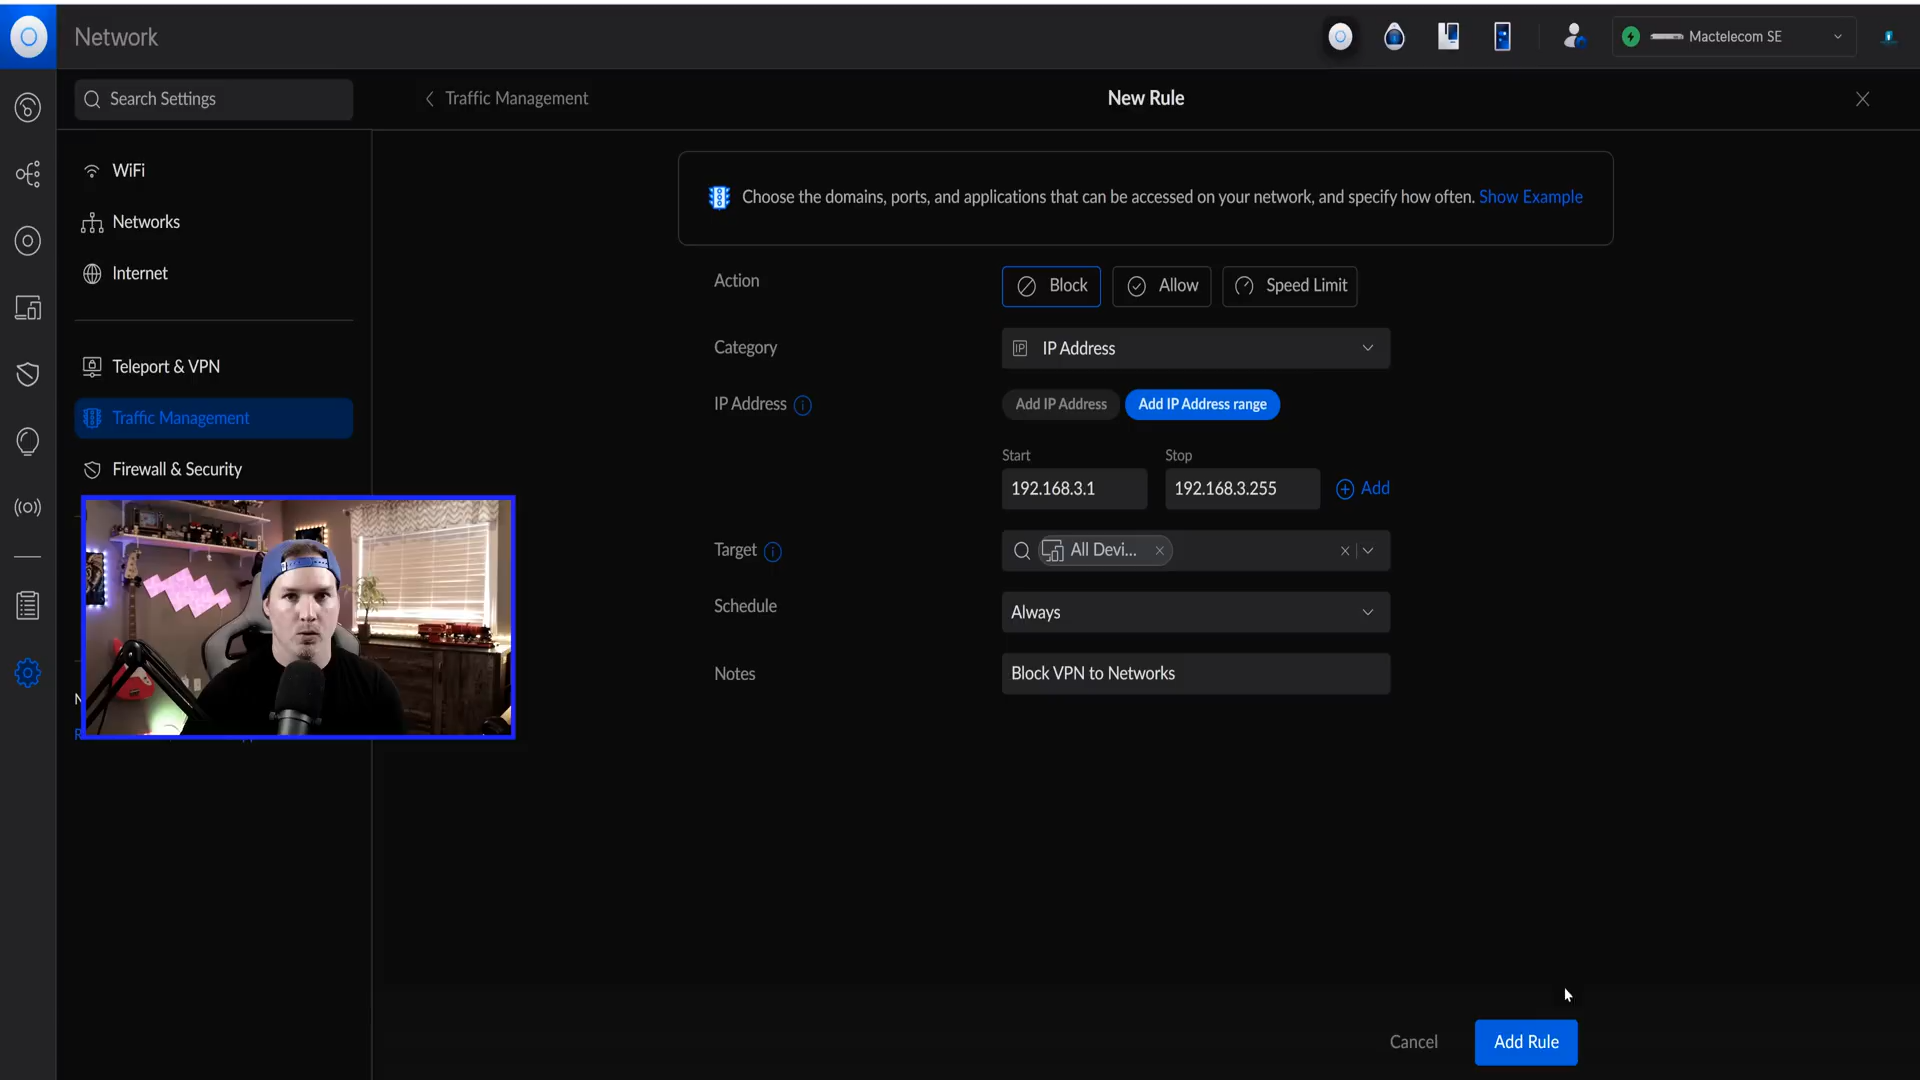 Network
Mactelecom SE
Search Settings
Traffic Management
New Rule
WiFi
Networks
Internet
Teleport & VPN
Traffic Management
Firewall & Security
Choose the domains, ports, and applications that can be accessed on your network, and specify how often. Show Example
Action
Block
Allow
Speed Limit
Category
IP
IP Address
IP Address
Add IP Address
Add IP Address range
Start
Stop
192.168.3.1
192.168.3.255
Add
Target
All Devi...
Schedule
Always
Notes
Block VPN to Networks
Cancel
Add Rule